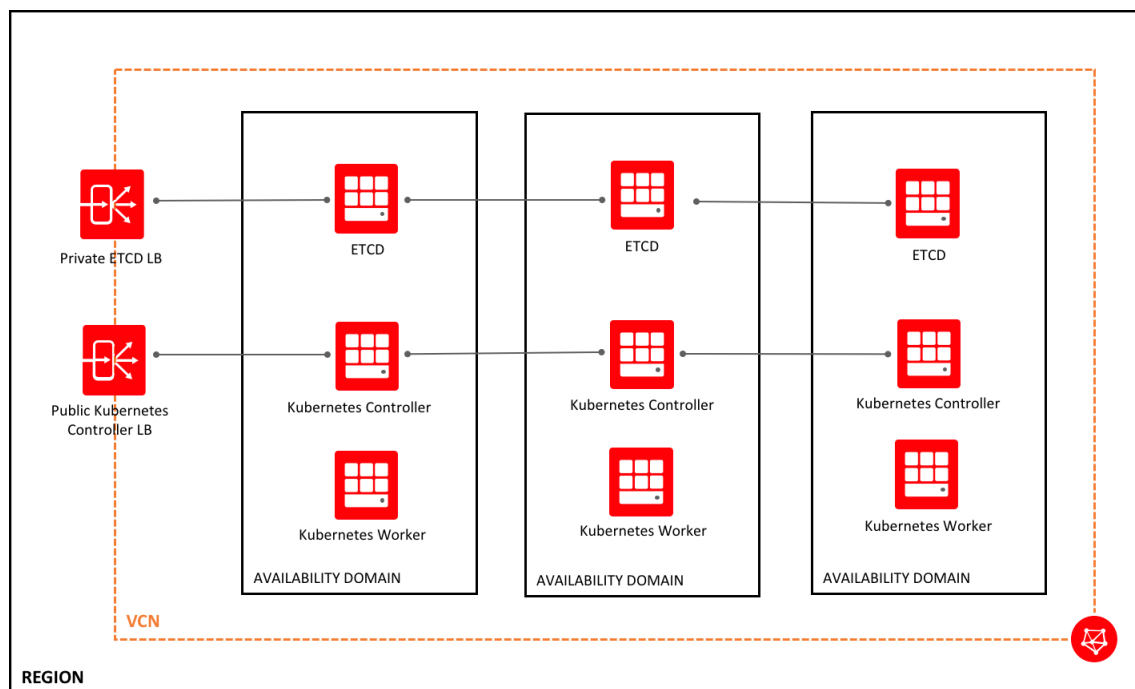 Private ETCD LB
ETCD
ETCD
ETCD
Public Kubernetes
Controller LB
Kubernetes Controller
Kubernetes Controller
Kubernetes Controller
Kubernetes Worker
Kubernetes Worker
Kubernetes Worker
AVAILABILITY DOMAIN
AVAILABILITY DOMAIN
AVAILABILITY DOMAIN
VCN
REGION